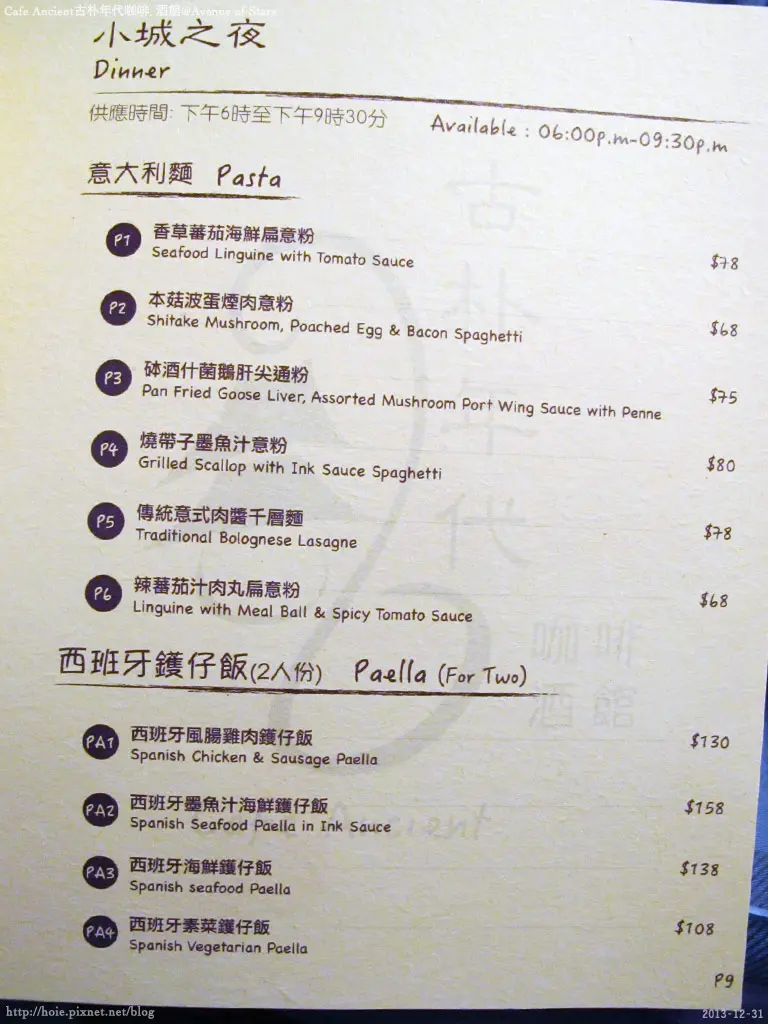 Cafe Ancient古朴年代咖啡. 酒館@Avenue of Stars
小城之夜
Dinner
供應時間: 下午6時至下午9時30分 Available : 06:00p.m-09:30p.m
意大利麵 Pasta
P1 香草蕃茄海鮮扁意粉
Seafood Linguine with Tomato Sauce $78
P2 本菇波蛋煙肉意粉
Shitake Mushroom, Poached Egg & Bacon Spaghetti $68
P3 砵酒什菌鵝肝尖通粉
Pan Fried Goose Liver, Assorted Mushroom Port Wing Sauce with Penne $75
P4 燒帶子墨魚汁意粉
Grilled Scallop with Ink Sauce Spaghetti $80
P5 傳統意式肉醬千層麵
Traditional Bolognese Lasagne $78
P6 辣蕃茄汁肉丸扁意粉
Linguine with Meal Ball & Spicy Tomato Sauce $68
西班牙鑊仔飯(2人份) Paella (For Two)
PA1 西班牙風腸雞肉鑊仔飯
Spanish Chicken & Sausage Paella $130
PA2 西班牙墨魚汁海鮮鑊仔飯
Spanish Seafood Paella in Ink Sauce $158
PA3 西班牙海鮮鑊仔飯
Spanish seafood Paella $138
PA4 西班牙素菜鑊仔飯
Spanish Vegetarian Paella $108
P9
古朴年代
咖啡
酒館
Cafe Ancient
http://hoie.pixnet.net/blog
2013-12-31